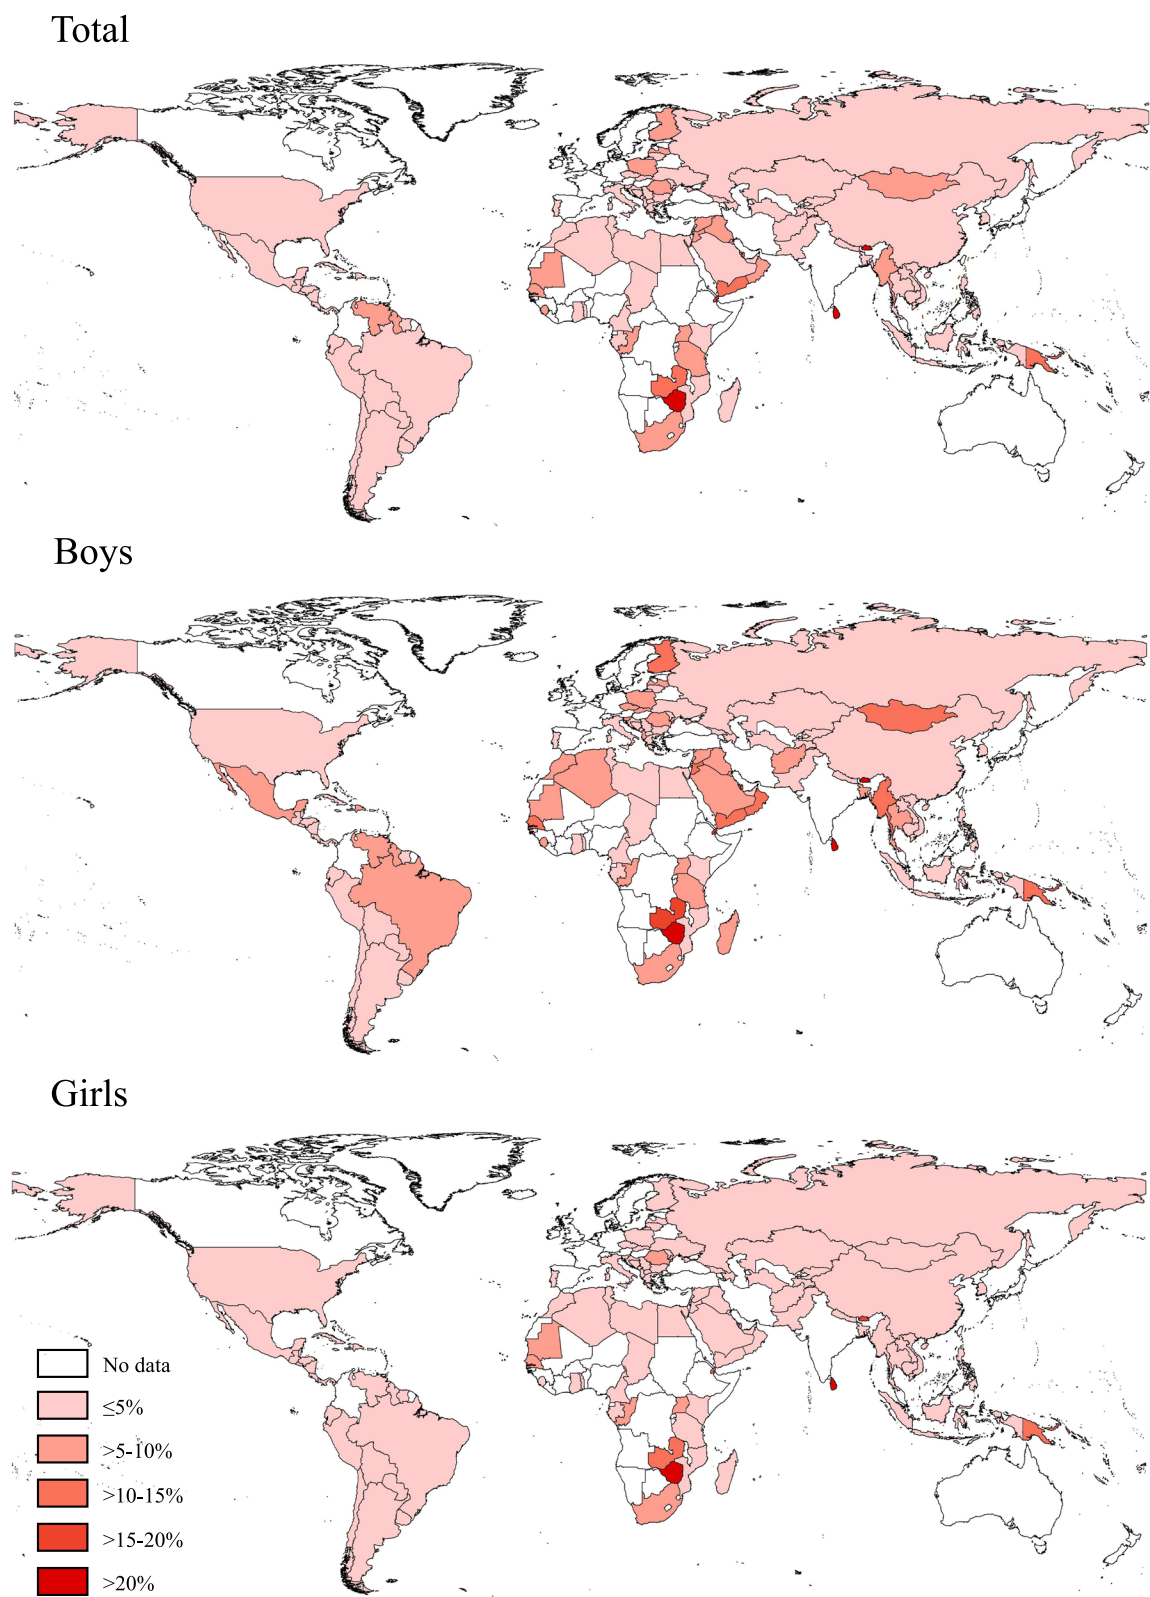 Total
Boys
Girls
No data
≤5%
>5-10%
>10-15%
>15-20%
>20%